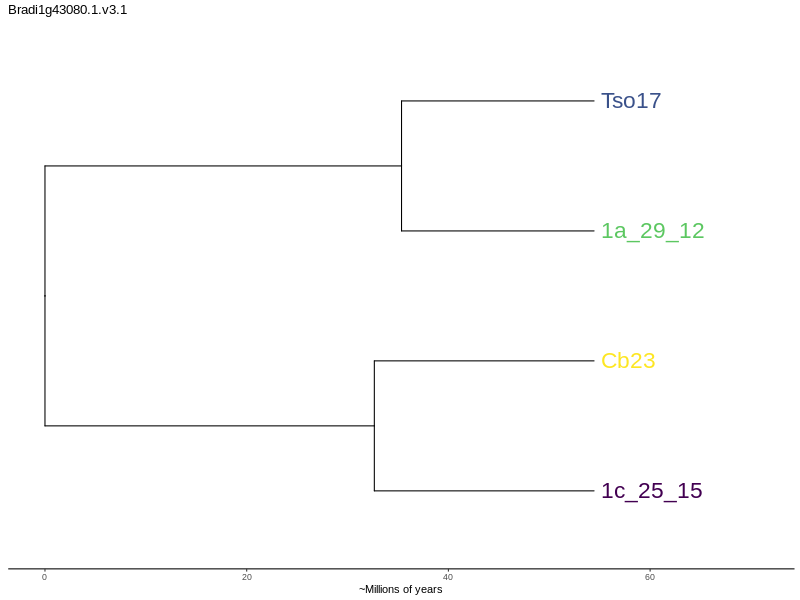 Bradi1g43080.1.v3.1
Tso17
1a_29_12
Cb23
1c_25_15
0 20 40 60
~Millions of years